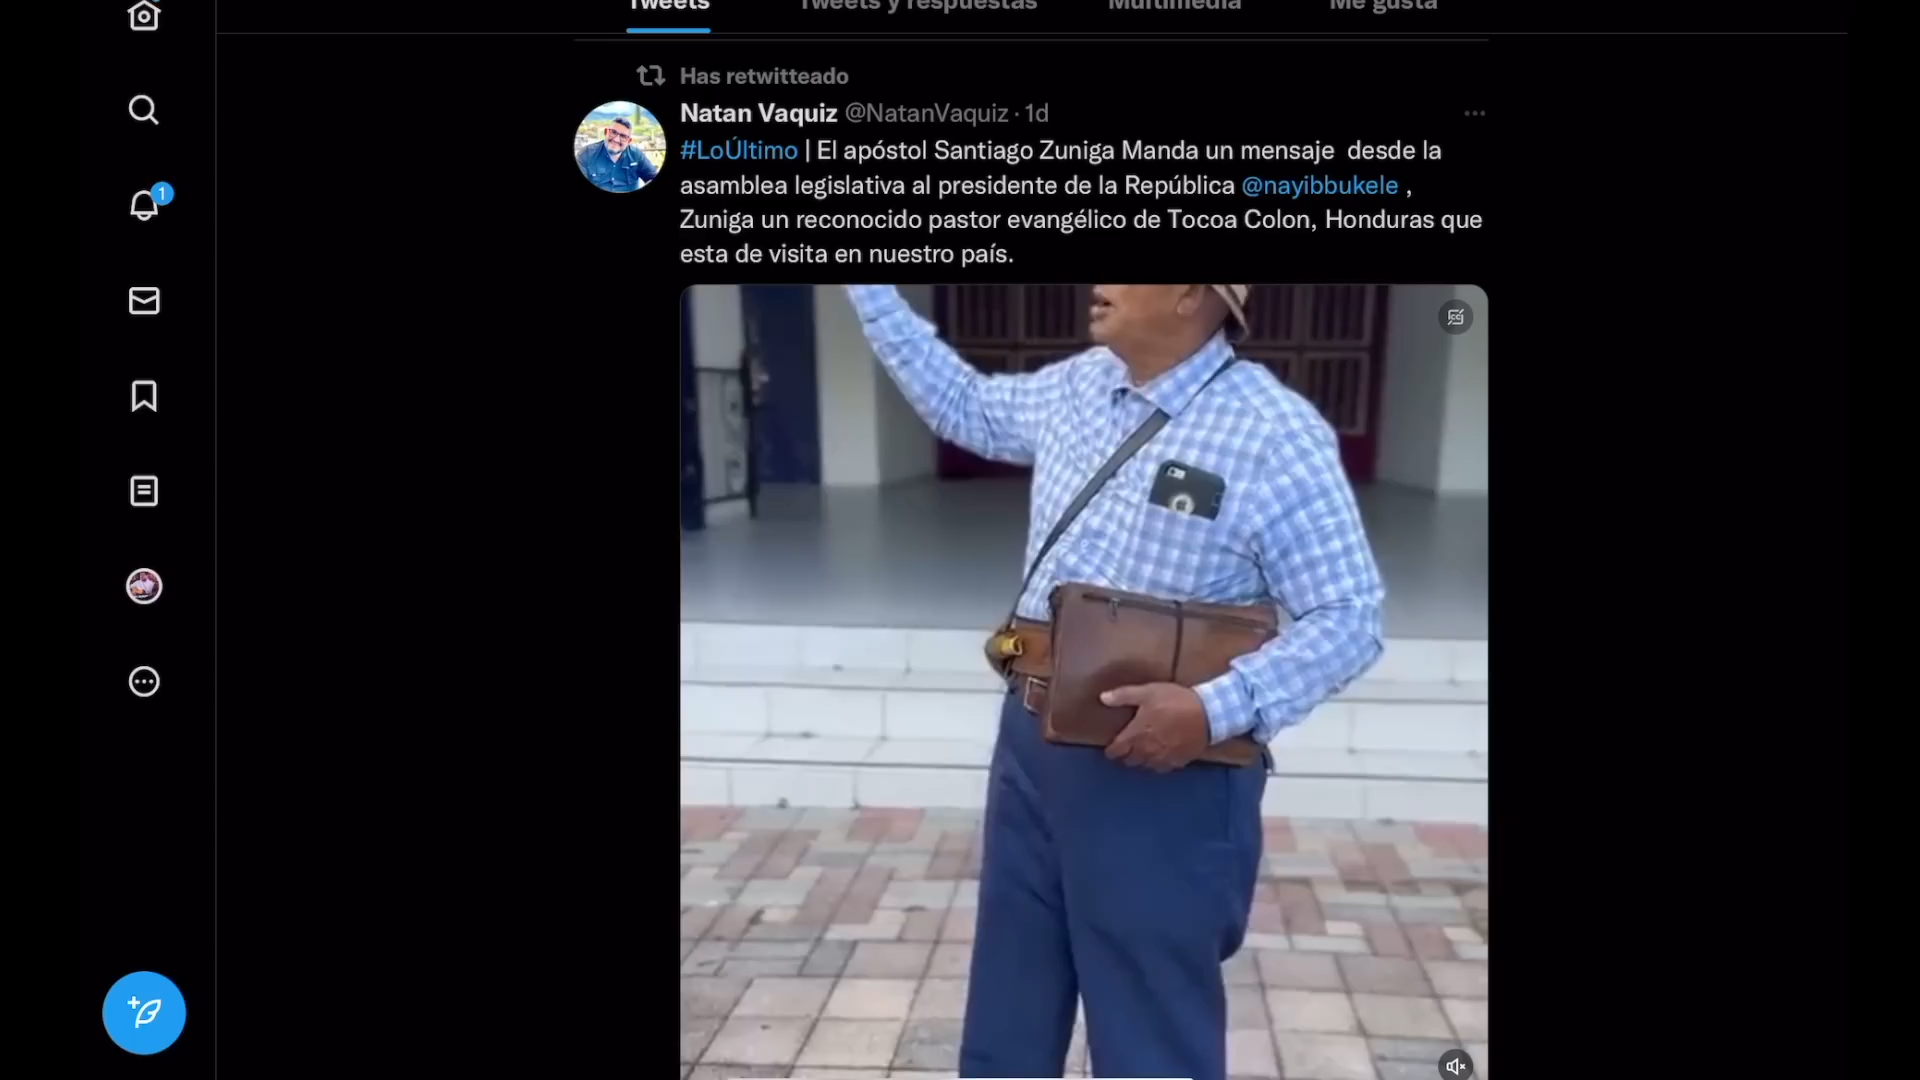 Tweets Tweets y respuestas Multimedia Me gusta
Has retwitteado
Natan Vaquiz @NatanVaquiz · 1d
#LoÚltimo | El apóstol Santiago Zuniga Manda un mensaje desde la
asamblea legislativa al presidente de la República @nayibbukele ,
Zuniga un reconocido pastor evangélico de Tocoa Colon, Honduras que
esta de visita en nuestro país.
1